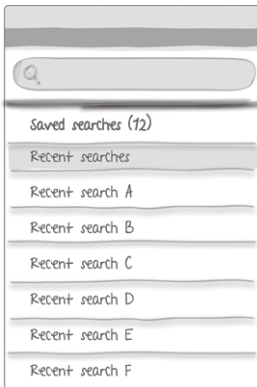 Saved searches (12)
Recent searches
Recent search A
Recent search B
Recent search C
Recent search D
Recent search E
Recent search F